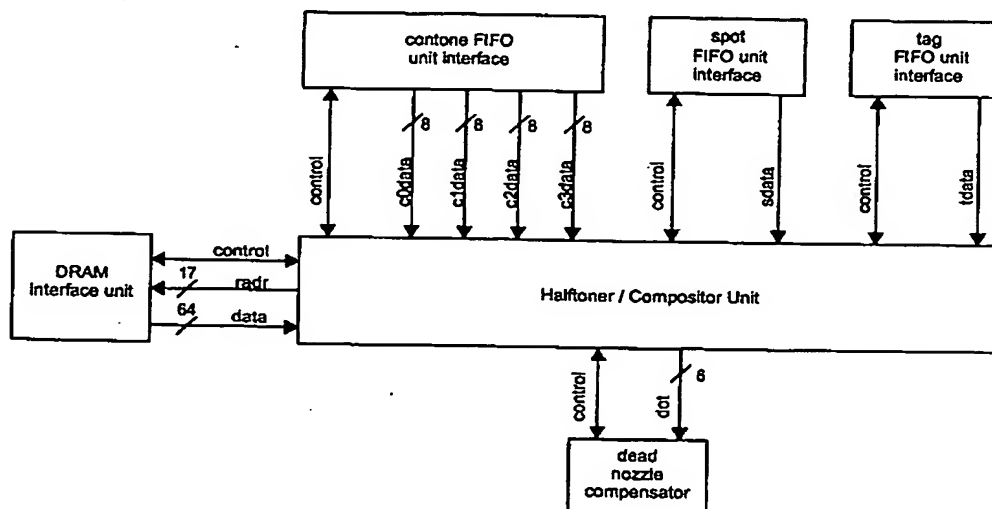 contone FIFO
unit interface
spot
FIFO unit
interface
tag
FIFO unit
interface
control
8
c0data
8
c1data
8
c2data
8
c3data
control
sdata
control
tdata
DRAM
Interface unit
control
17
radr
64
data
Halftoner / Compositor Unit
control
6
dot
dead
nozzle
compensator